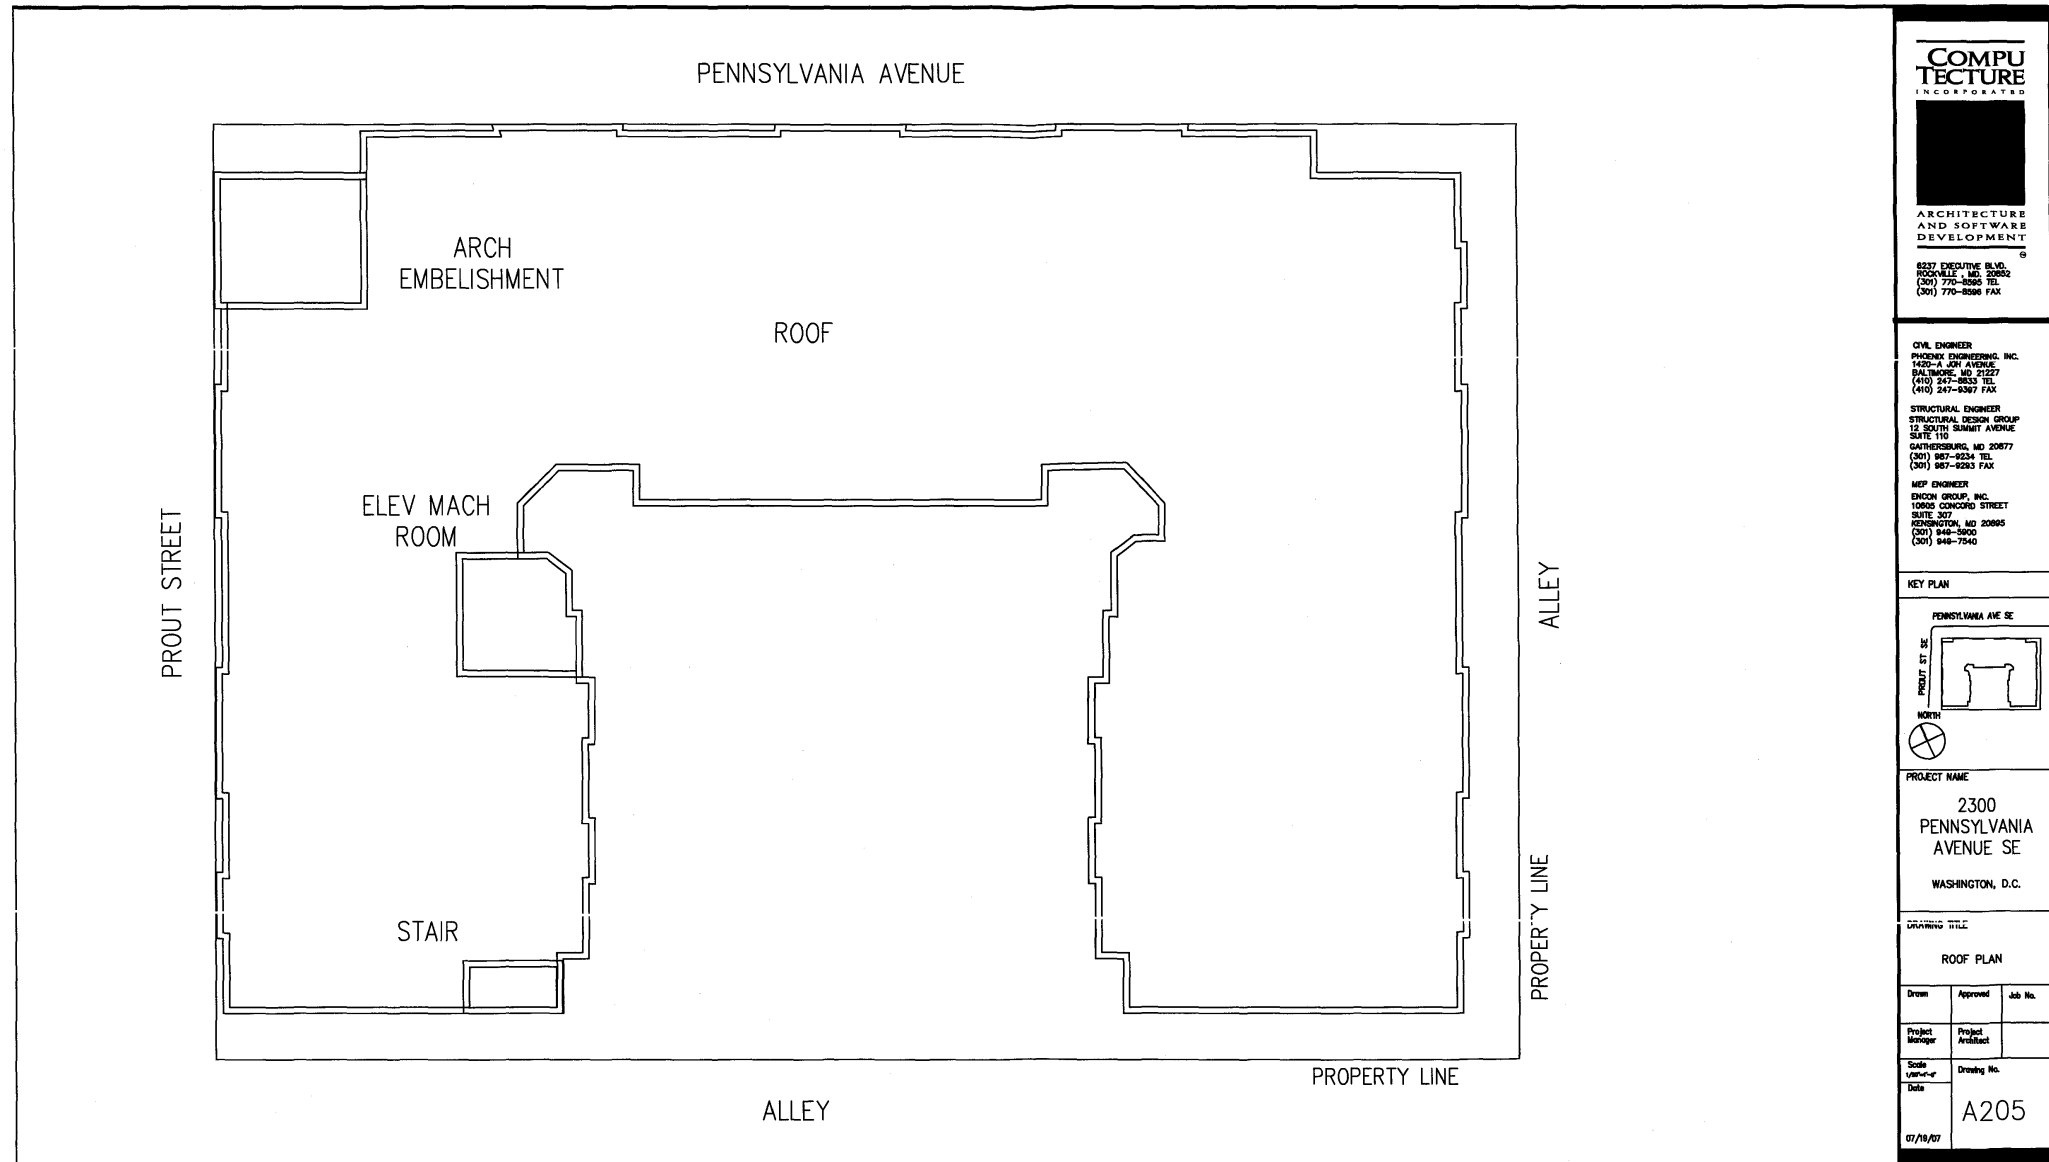 PENNSYLVANIA AVENUE
ARCH
EMBELISHMENT
ROOF
ELEV MACH
ROOM
PROUT STREET
STAIR
ALLEY
PROPERTY LINE
PROPERTY LINE
ALLEY
COMPU
TECTURE
INCORPORATED
ARCHITECTURE
AND SOFTWARE
DEVELOPMENT
6237 EXECUTIVE BLVD.
ROCKVILLE , MD. 20852
(301) 770-8595 TEL
(301) 770-8596 FAX
CIVIL ENGINEER
PHOENIX ENGINEERING, INC.
1420-A JOH AVENUE
BALTIMORE, MD 21227
(410) 247-8833 TEL
(410) 247-9397 FAX
STRUCTURAL ENGINEER
STRUCTURAL DESIGN GROUP
12 SOUTH SUMMIT AVENUE
SUITE 110
GAITHERSBURG, MD 20877
(301) 987-9234 TEL
(301) 987-9293 FAX
MEP ENGINEER
ENCON GROUP, INC.
10605 CONCORD STREET
SUITE 307
KENSINGTON, MD 20895
(301) 949-5900
(301) 949-7540
KEY PLAN
PENNSYLVANIA AVE SE
PROUT ST SE
NORTH
PROJECT NAME
2300
PENNSYLVANIA
AVENUE SE
WASHINGTON, D.C.
DRAWING TITLE
ROOF PLAN
Drawn
Approved
Job No.
Project
Manager
Project
Architect
Scale
Drawing No.
Date
A205
07/19/07